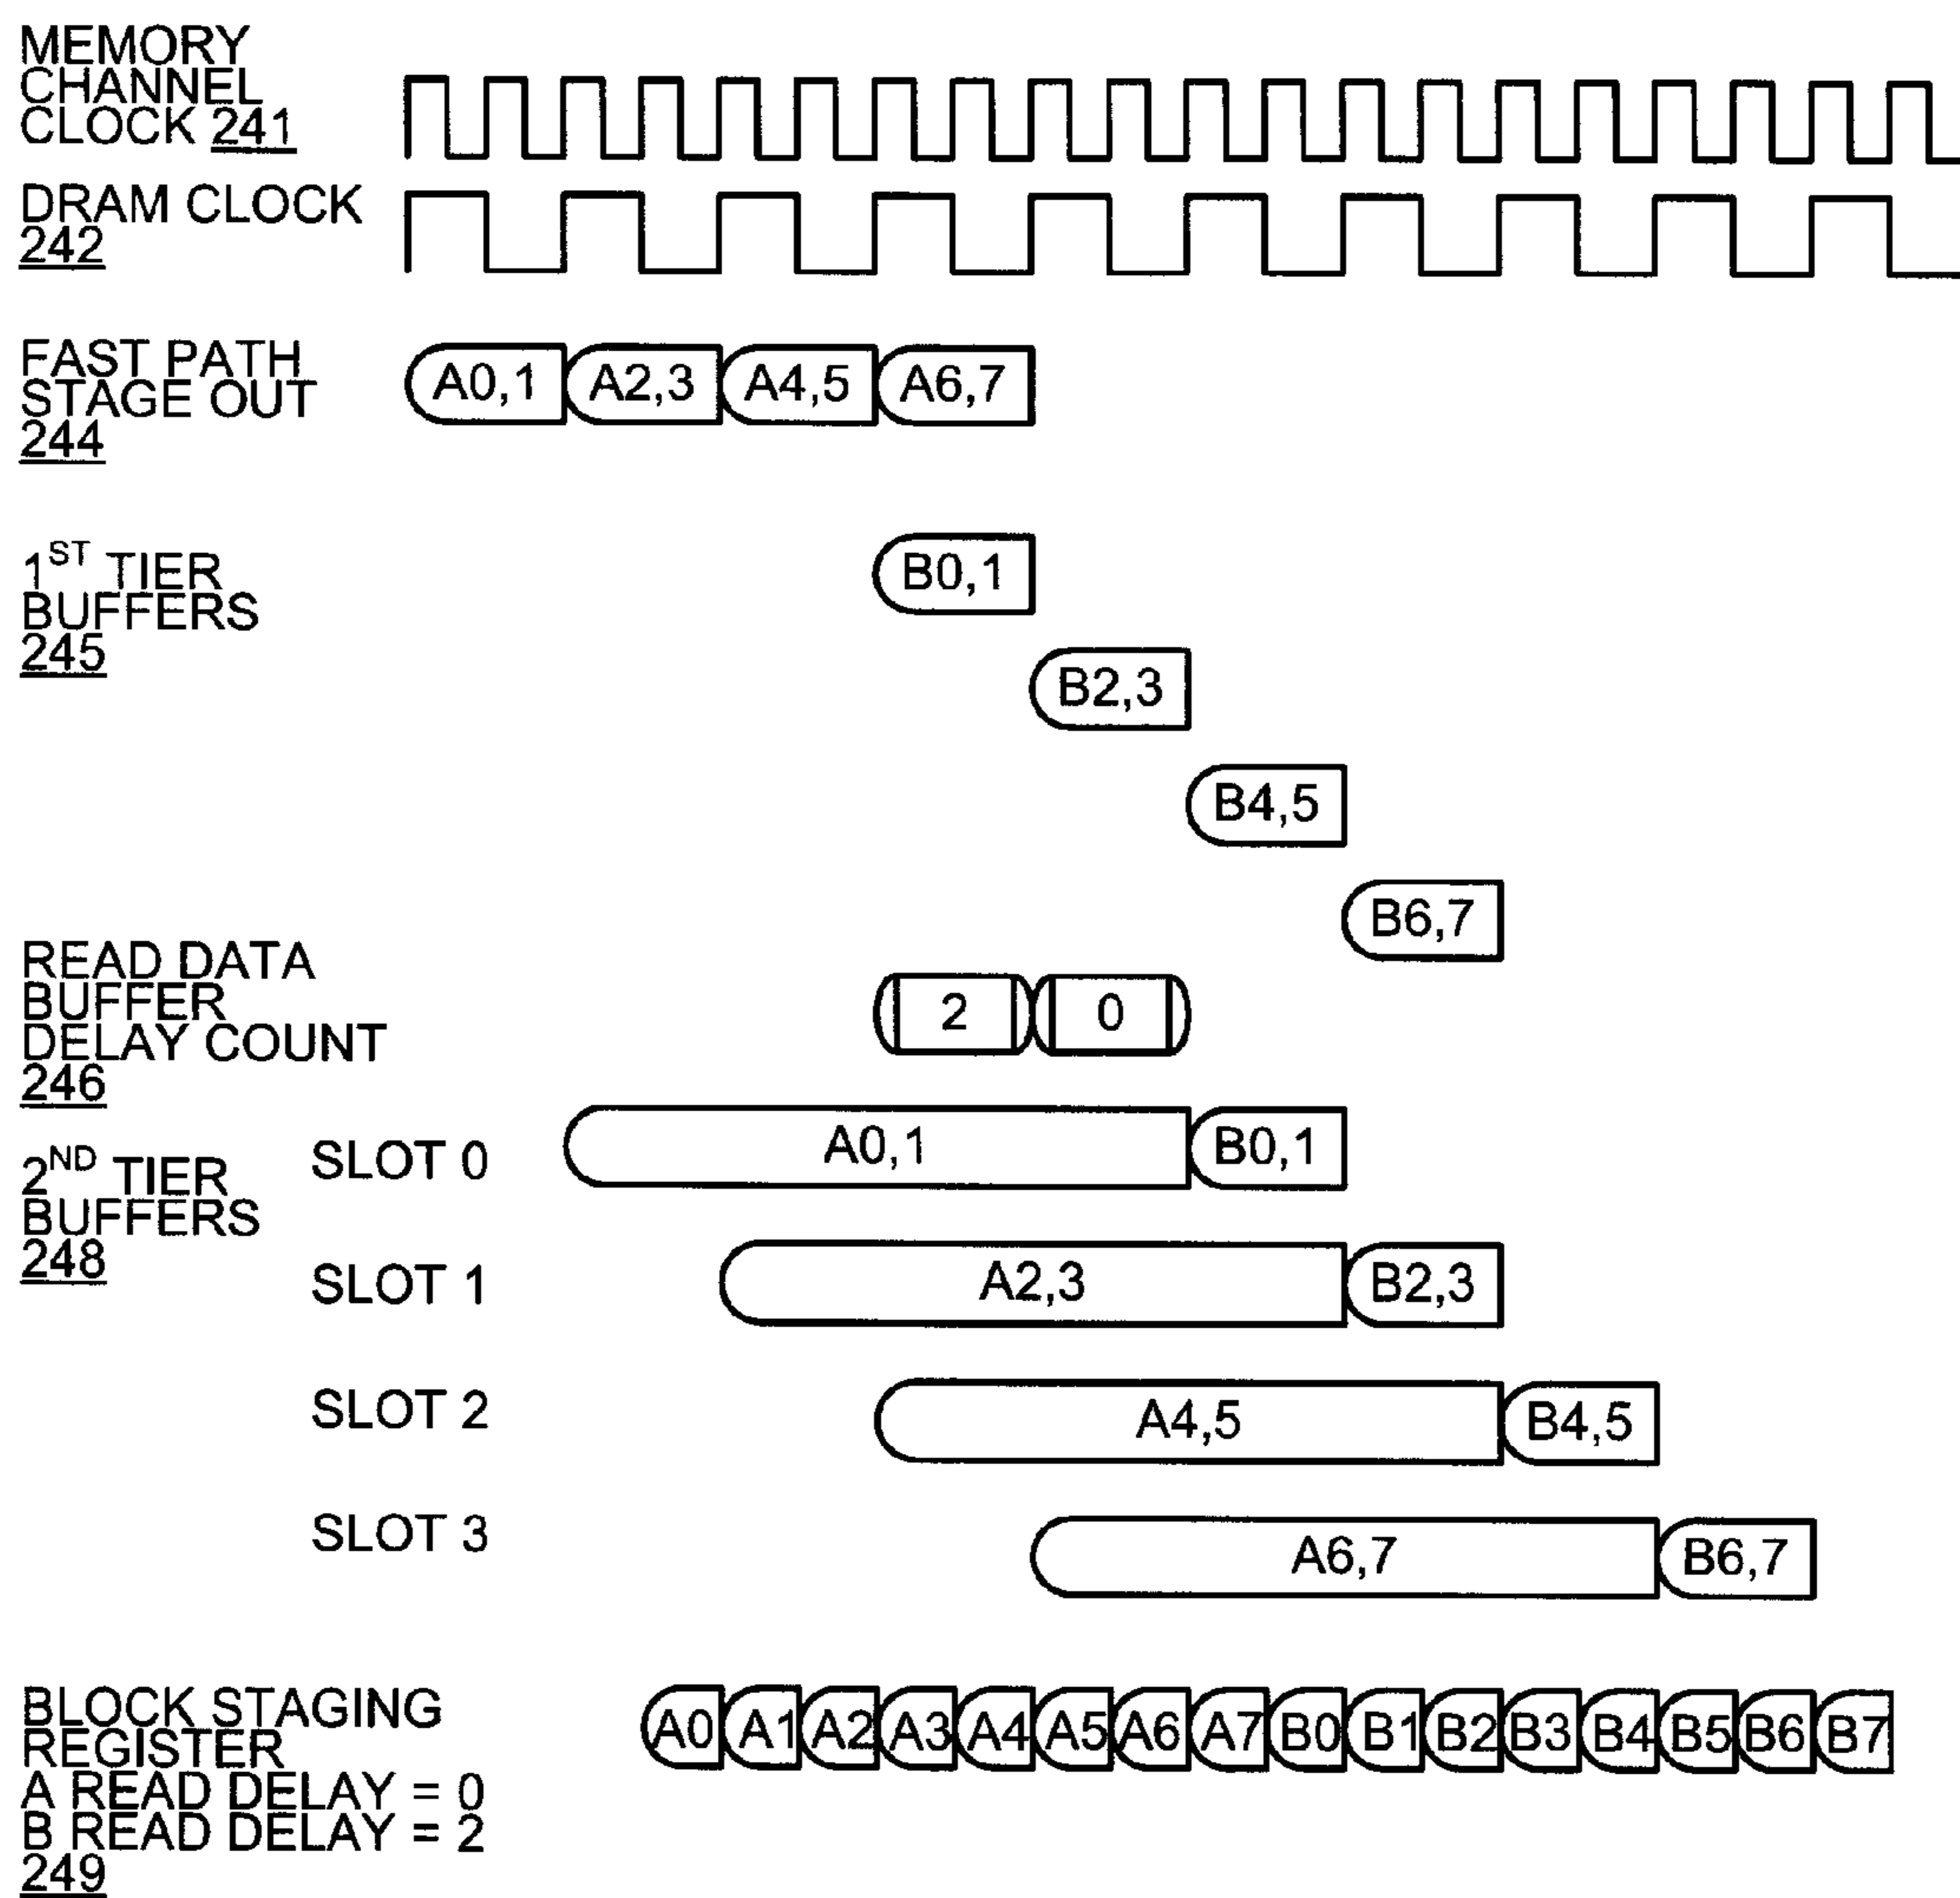 MEMORY
CHANNEL
CLOCK 241
DRAM CLOCK
242
FAST PATH
STAGE OUT
244
A0,1 A2,3 A4,5 A6,7
1ST TIER
BUFFERS
245
B0,1
B2,3
B4,5
B6,7
READ DATA
BUFFER
DELAY COUNT
246
2 0
2ND TIER
BUFFERS
248
SLOT 0 A0,1 B0,1
SLOT 1 A2,3 B2,3
SLOT 2 A4,5 B4,5
SLOT 3 A6,7 B6,7
BLOCK STAGING
REGISTER
A READ DELAY = 0
B READ DELAY = 2
249
A0 A1 A2 A3 A4 A5 A6 A7 B0 B1 B2 B3 B4 B5 B6 B7